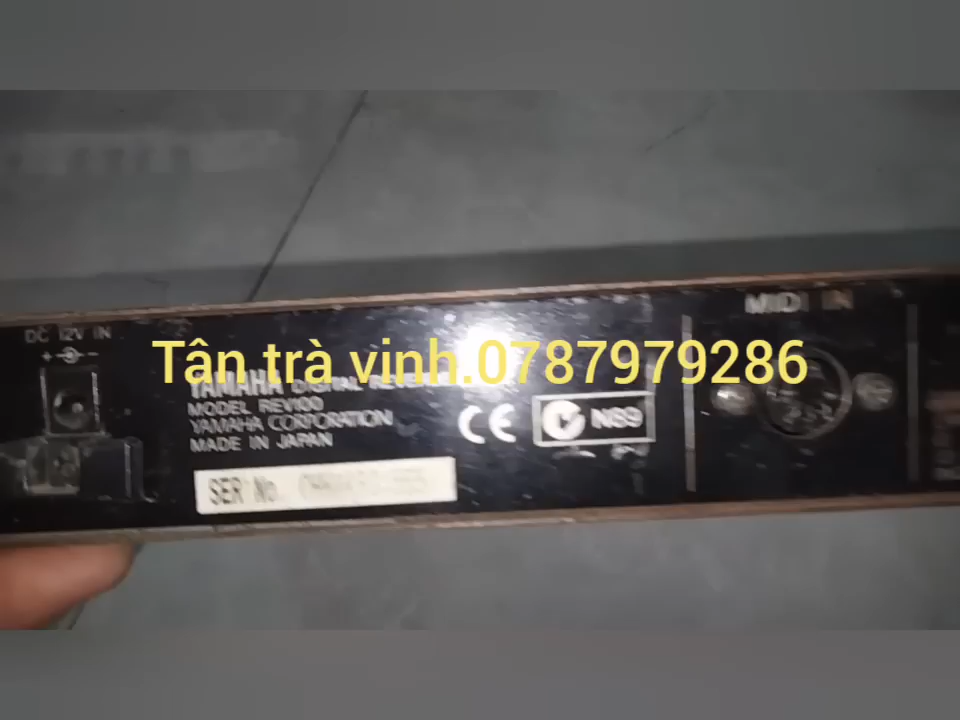 DC 12V IN
MIDI IN
Tân trà vinh.0787979286
YAMAHA DIGITAL
MODEL REV100
YAMAHA CORPORATION
MADE IN JAPAN
CE
N89
SER No.